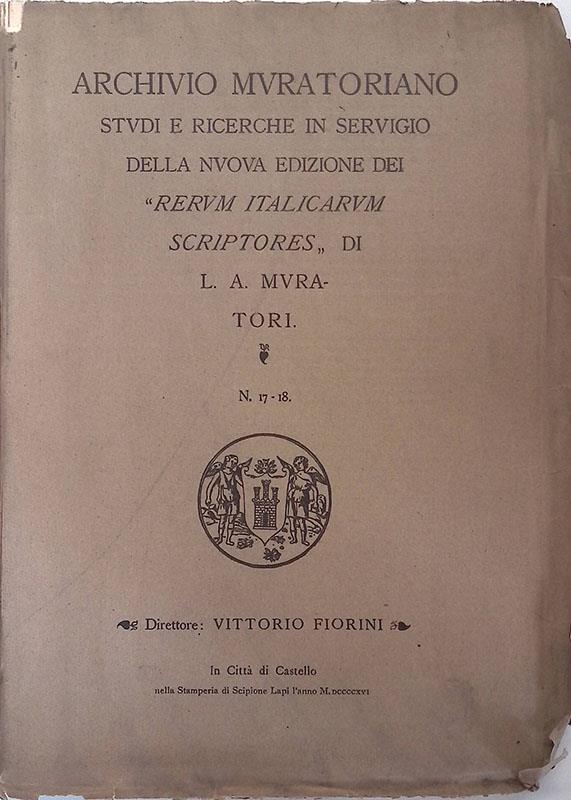 ARCHIVIO MVRATORIANO
STVDI E RICERCHE IN SERVIGIO
DELLA NVOVA EDIZIONE DEI
“RERVM ITALICARVM
SCRIPTORES„ DI
L. A. MVRA-
TORI.
N. 17-18.
Direttore: VITTORIO FIORINI
In Città di Castello
nella Stamperia di Scipione Lapi l'anno M.DCCCCXVI